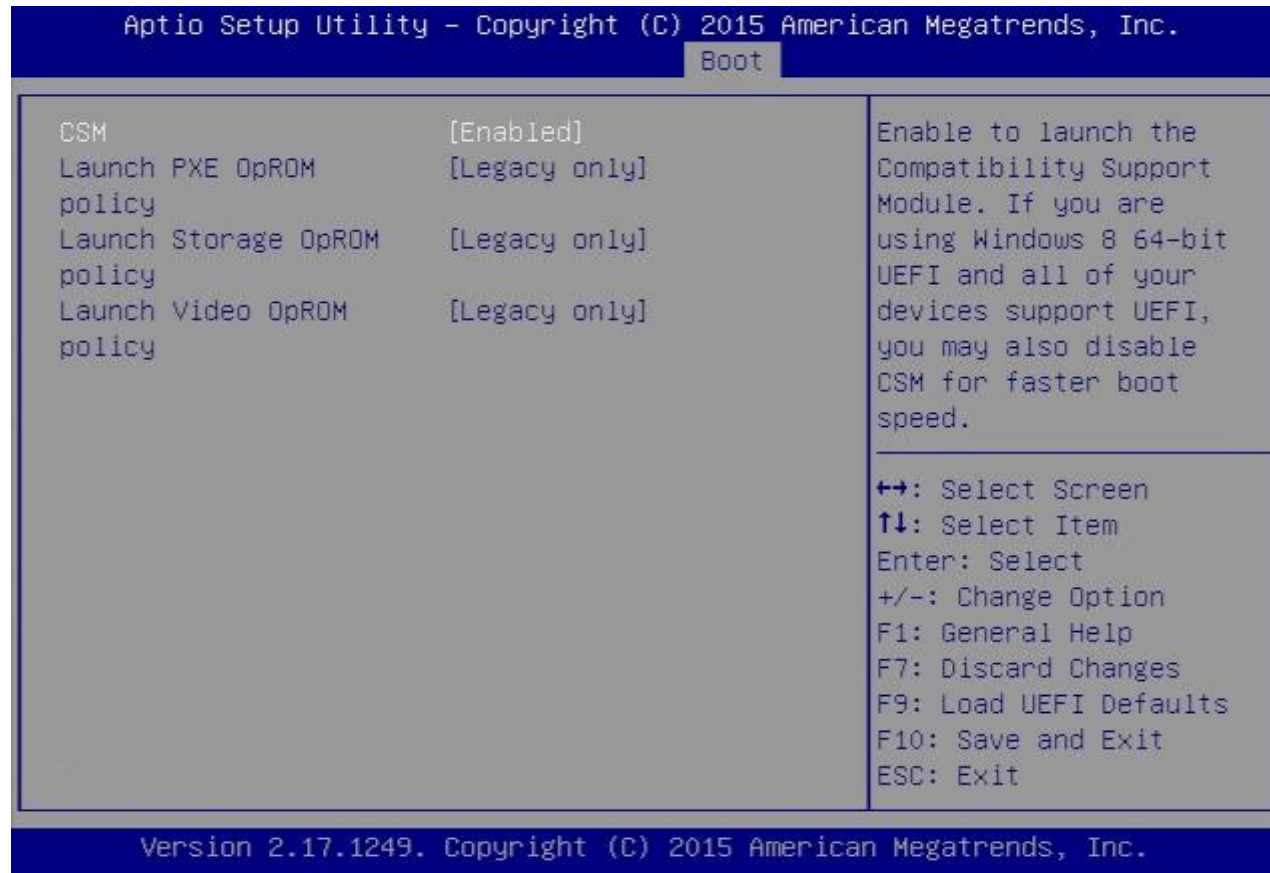 Aptio Setup Utility – Copyright (C) 2015 American Megatrends, Inc.
Boot
CSM [Enabled]
Launch PXE OpROM [Legacy only]
policy
Launch Storage OpROM [Legacy only]
policy
Launch Video OpROM [Legacy only]
policy
Enable to launch the
Compatibility Support
Module. If you are
using Windows 8 64-bit
UEFI and all of your
devices support UEFI,
you may also disable
CSM for faster boot
speed.
↔: Select Screen
↑↓: Select Item
Enter: Select
+/-: Change Option
F1: General Help
F7: Discard Changes
F9: Load UEFI Defaults
F10: Save and Exit
ESC: Exit
Version 2.17.1249. Copyright (C) 2015 American Megatrends, Inc.